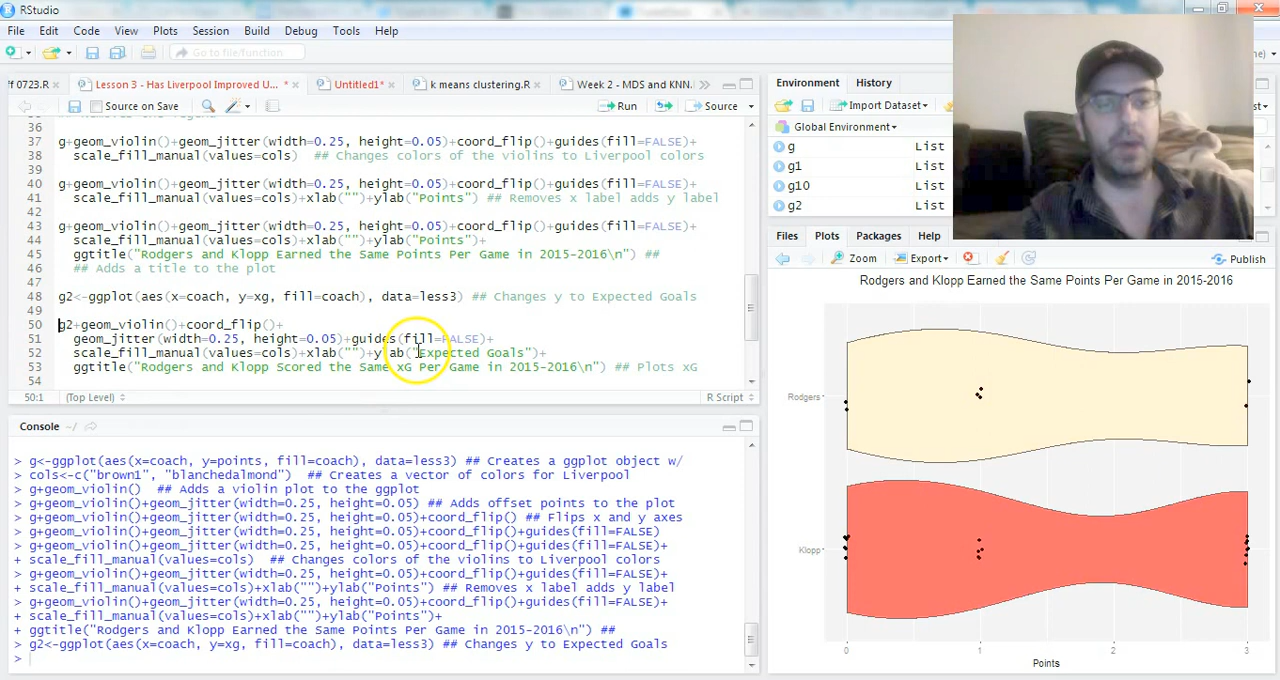 RStudio
File Edit Code View Plots Session Build Debug Tools Help
Go to file/function
ff 0723.R
Lesson 3 - Has Liverpool Improved U... *
Untitled1*
k means clustering.R
Week 2 - MDS and KNN.
Source on Save
Run
Source
36
37 g+geom_violin()+geom_jitter(width=0.25, height=0.05)+coord_flip()+guides(fill=FALSE)+
38 scale_fill_manual(values=cols) ## Changes colors of the violins to Liverpool colors
39
40 g+geom_violin()+geom_jitter(width=0.25, height=0.05)+coord_flip()+guides(fill=FALSE)+
41 scale_fill_manual(values=cols)+xlab("")+ylab("Points") ## Removes x label adds y label
42
43 g+geom_violin()+geom_jitter(width=0.25, height=0.05)+coord_flip()+guides(fill=FALSE)+
44 scale_fill_manual(values=cols)+xlab("")+ylab("Points")+
45 ggtitle("Rodgers and Klopp Earned the Same Points Per Game in 2015-2016\n") ##
46 ## Adds a title to the plot
47
48 g2<-ggplot(aes(x=coach, y=xg, fill=coach), data=less3) ## Changes y to Expected Goals
49
50 g2+geom_violin()+coord_flip()+
51 geom_jitter(width=0.25, height=0.05)+guides(fill=FALSE)+
52 scale_fill_manual(values=cols)+xlab("")+ylab("Expected Goals")+
53 ggtitle("Rodgers and Klopp Scored the Same xG Per Game in 2015-2016\n") ## Plots xG
54
50:1 (Top Level) R Script
Console ~/
> g<-ggplot(aes(x=coach, y=points, fill=coach), data=less3) ## Creates a ggplot object w/
> cols<-c("brown1", "blanchedalmond") ## Creates a vector of colors for Liverpool
> g+geom_violin() ## Adds a violin plot to the ggplot
> g+geom_violin()+geom_jitter(width=0.25, height=0.05) ## Adds offset points to the plot
> g+geom_violin()+geom_jitter(width=0.25, height=0.05)+coord_flip() ## Flips x and y axes
> g+geom_violin()+geom_jitter(width=0.25, height=0.05)+coord_flip()+guides(fill=FALSE)
> g+geom_violin()+geom_jitter(width=0.25, height=0.05)+coord_flip()+guides(fill=FALSE)+
+ scale_fill_manual(values=cols) ## Changes colors of the violins to Liverpool colors
> g+geom_violin()+geom_jitter(width=0.25, height=0.05)+coord_flip()+guides(fill=FALSE)+
+ scale_fill_manual(values=cols)+xlab("")+ylab("Points") ## Removes x label adds y label
> g+geom_violin()+geom_jitter(width=0.25, height=0.05)+coord_flip()+guides(fill=FALSE)+
+ scale_fill_manual(values=cols)+xlab("")+ylab("Points")+
+ ggtitle("Rodgers and Klopp Earned the Same Points Per Game in 2015-2016\n") ##
> g2<-ggplot(aes(x=coach, y=xg, fill=coach), data=less3) ## Changes y to Expected Goals
>
Environment History
Import Dataset
Global Environment
g List
g1 List
g10 List
g2 List
Files Plots Packages Help
Zoom Export Publish
Rodgers and Klopp Earned the Same Points Per Game in 2015-2016
Rodgers
Klopp
0 1 2 3
Points